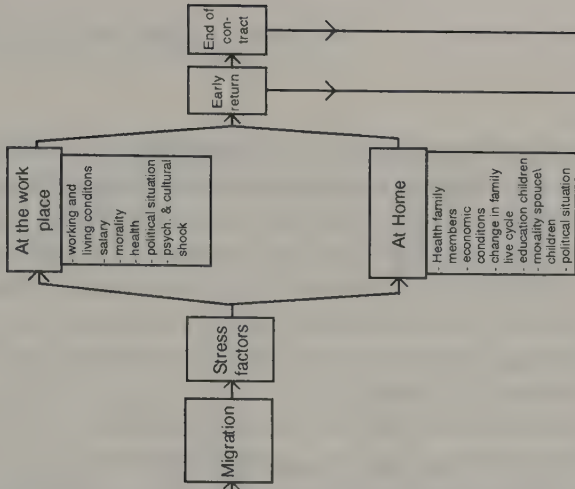 Migration
Stress
factors
At the work
place
- working and
living conditons
- salary
- morality
- health
- political situation
- psych. & cultural
shook
At Home
- Health family
members
- economic
conditons
- change in family
live cycle
- education children
- morality spouce\
children
- political situation
Early
return
End of
con-
tract